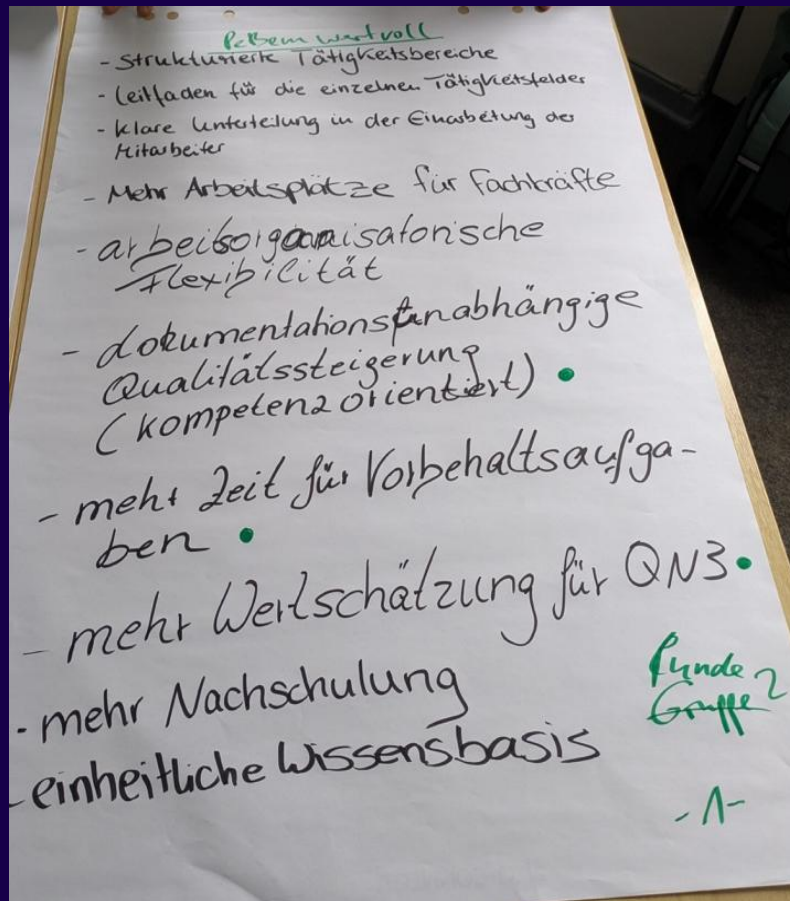 PeBem wertvoll
- Strukturierte Tätigkeitsbereiche
- Leitfaden für die einzelnen Tätigkeitsfelder
- klare Unterteilung in der Einarbeitung der
Mitarbeiter
- Mehr Arbeitsplätze für Fachkräfte
- arbeitsorganisatorische
Flexibilität
- dokumentationsunabhängige
Qualitätssteigerung
(kompetenzorientiert)
- mehr Zeit für Vorbehaltsaufga-
ben
- mehr Wertschätzung für QN3
- mehr Nachschulung
- einheitliche Wissensbasis
Runde 2
Gruppe
- 1 -